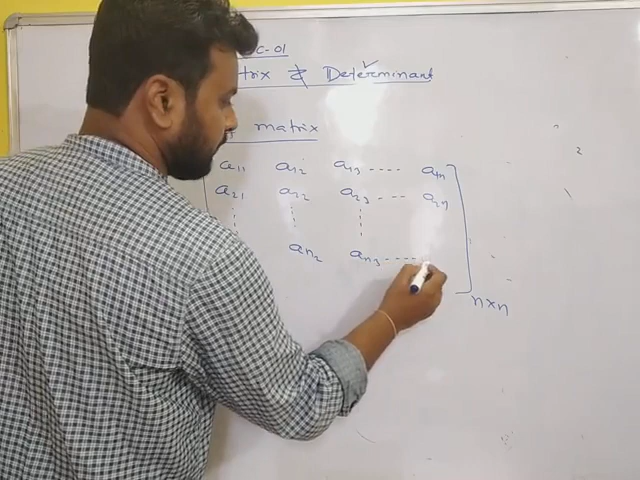 C-01
trix & Determinant
matrix
a11 a12 a13 ---- a1n
a21 a22 a23 --- a2n
an2 an3 -----
n×n